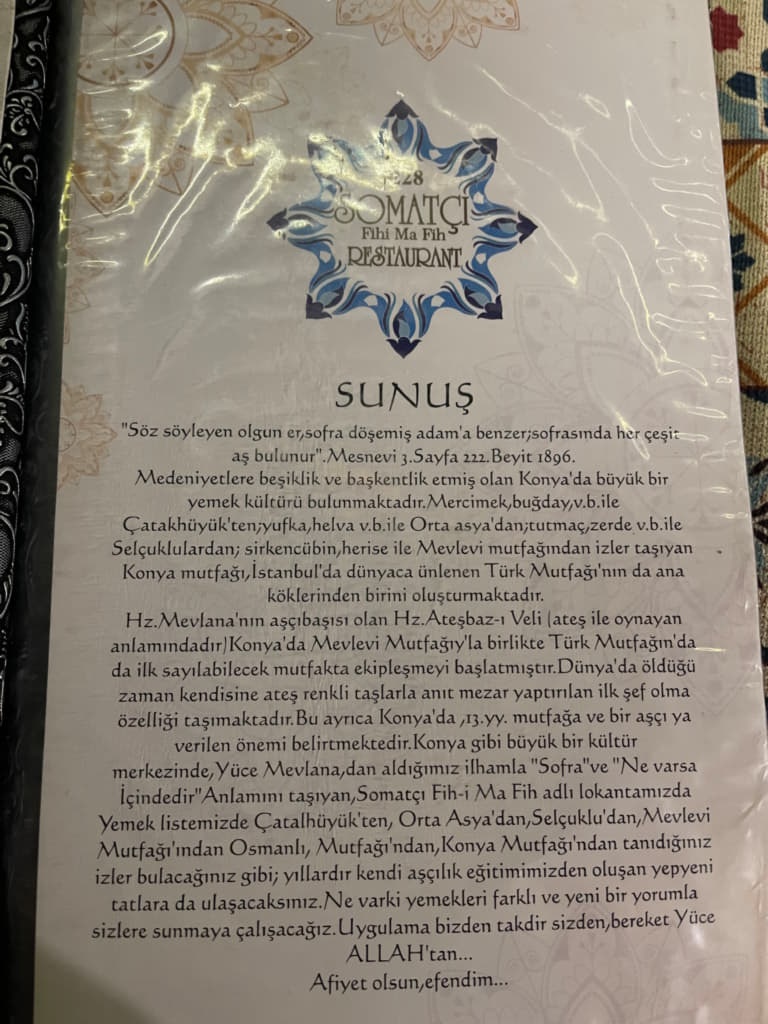 SOMATÇI
Fihi Ma Fih
RESTAURANT
SUNUŞ
"Söz söyleyen olgun er,sofra döşemiş adam'a benzer;sofrasında her çeşit
aş bulunur".Mesnevi 3.Sayfa 222.Beyit 1896.
Medeniyetlere beşiklik ve başkentlik etmiş olan Konya'da büyük bir
yemek kültürü bulunmaktadır.Mercimek,buğday,v.b.ile
Çatakhüyük'ten;yufka,helva v.b.ile Orta asya'dan;tutmaç,zerde v.b.ile
Selçuklulardan; sirkencübin,herise ile Mevlevi mutfağından izler taşıyan
Konya mutfağı,İstanbul'da dünyaca ünlenen Türk Mutfağı'nın da ana
köklerinden birini oluşturmaktadır.
Hz.Mevlana'nın aşçıbaşısı olan Hz.Ateşbaz-ı Veli (ateş ile oynayan
anlamındadır)Konya'da Mevlevi Mutfağıy'la birlikte Türk Mutfağın'da
da ilk sayılabilecek mutfakta ekipleşmeyi başlatmıştır.Dünya'da öldüğü
zaman kendisine ateş renkli taşlarla anıt mezar yaptırılan ilk şef olma
özelliği taşımaktadır.Bu ayrıca Konya'da ,13.yy. mutfağa ve bir aşçı ya
verilen önemi belirtmektedir.Konya gibi büyük bir kültür
merkezinde,Yüce Mevlana,dan aldığımız ilhamla "Sofra"ve "Ne varsa
İçindedir"Anlamını taşıyan,Somatçı Fih-i Ma Fih adlı lokantamızda
Yemek listemizde Çatalhüyük'ten, Orta Asya'dan,Selçuklu'dan,Mevlevi
Mutfağı'ından Osmanlı, Mutfağı'ndan,Konya Mutfağı'ndan tanıdığınız
izler bulacağınız gibi; yıllardır kendi aşçılık eğitimimizden oluşan yepyeni
tatlara da ulaşacaksınız.Ne varki yemekleri farklı ve yeni bir yorumla
sizlere sunmaya çalışacağız.Uygulama bizden takdir sizden,bereket Yüce
ALLAH'tan...
Afiyet olsun,efendim...